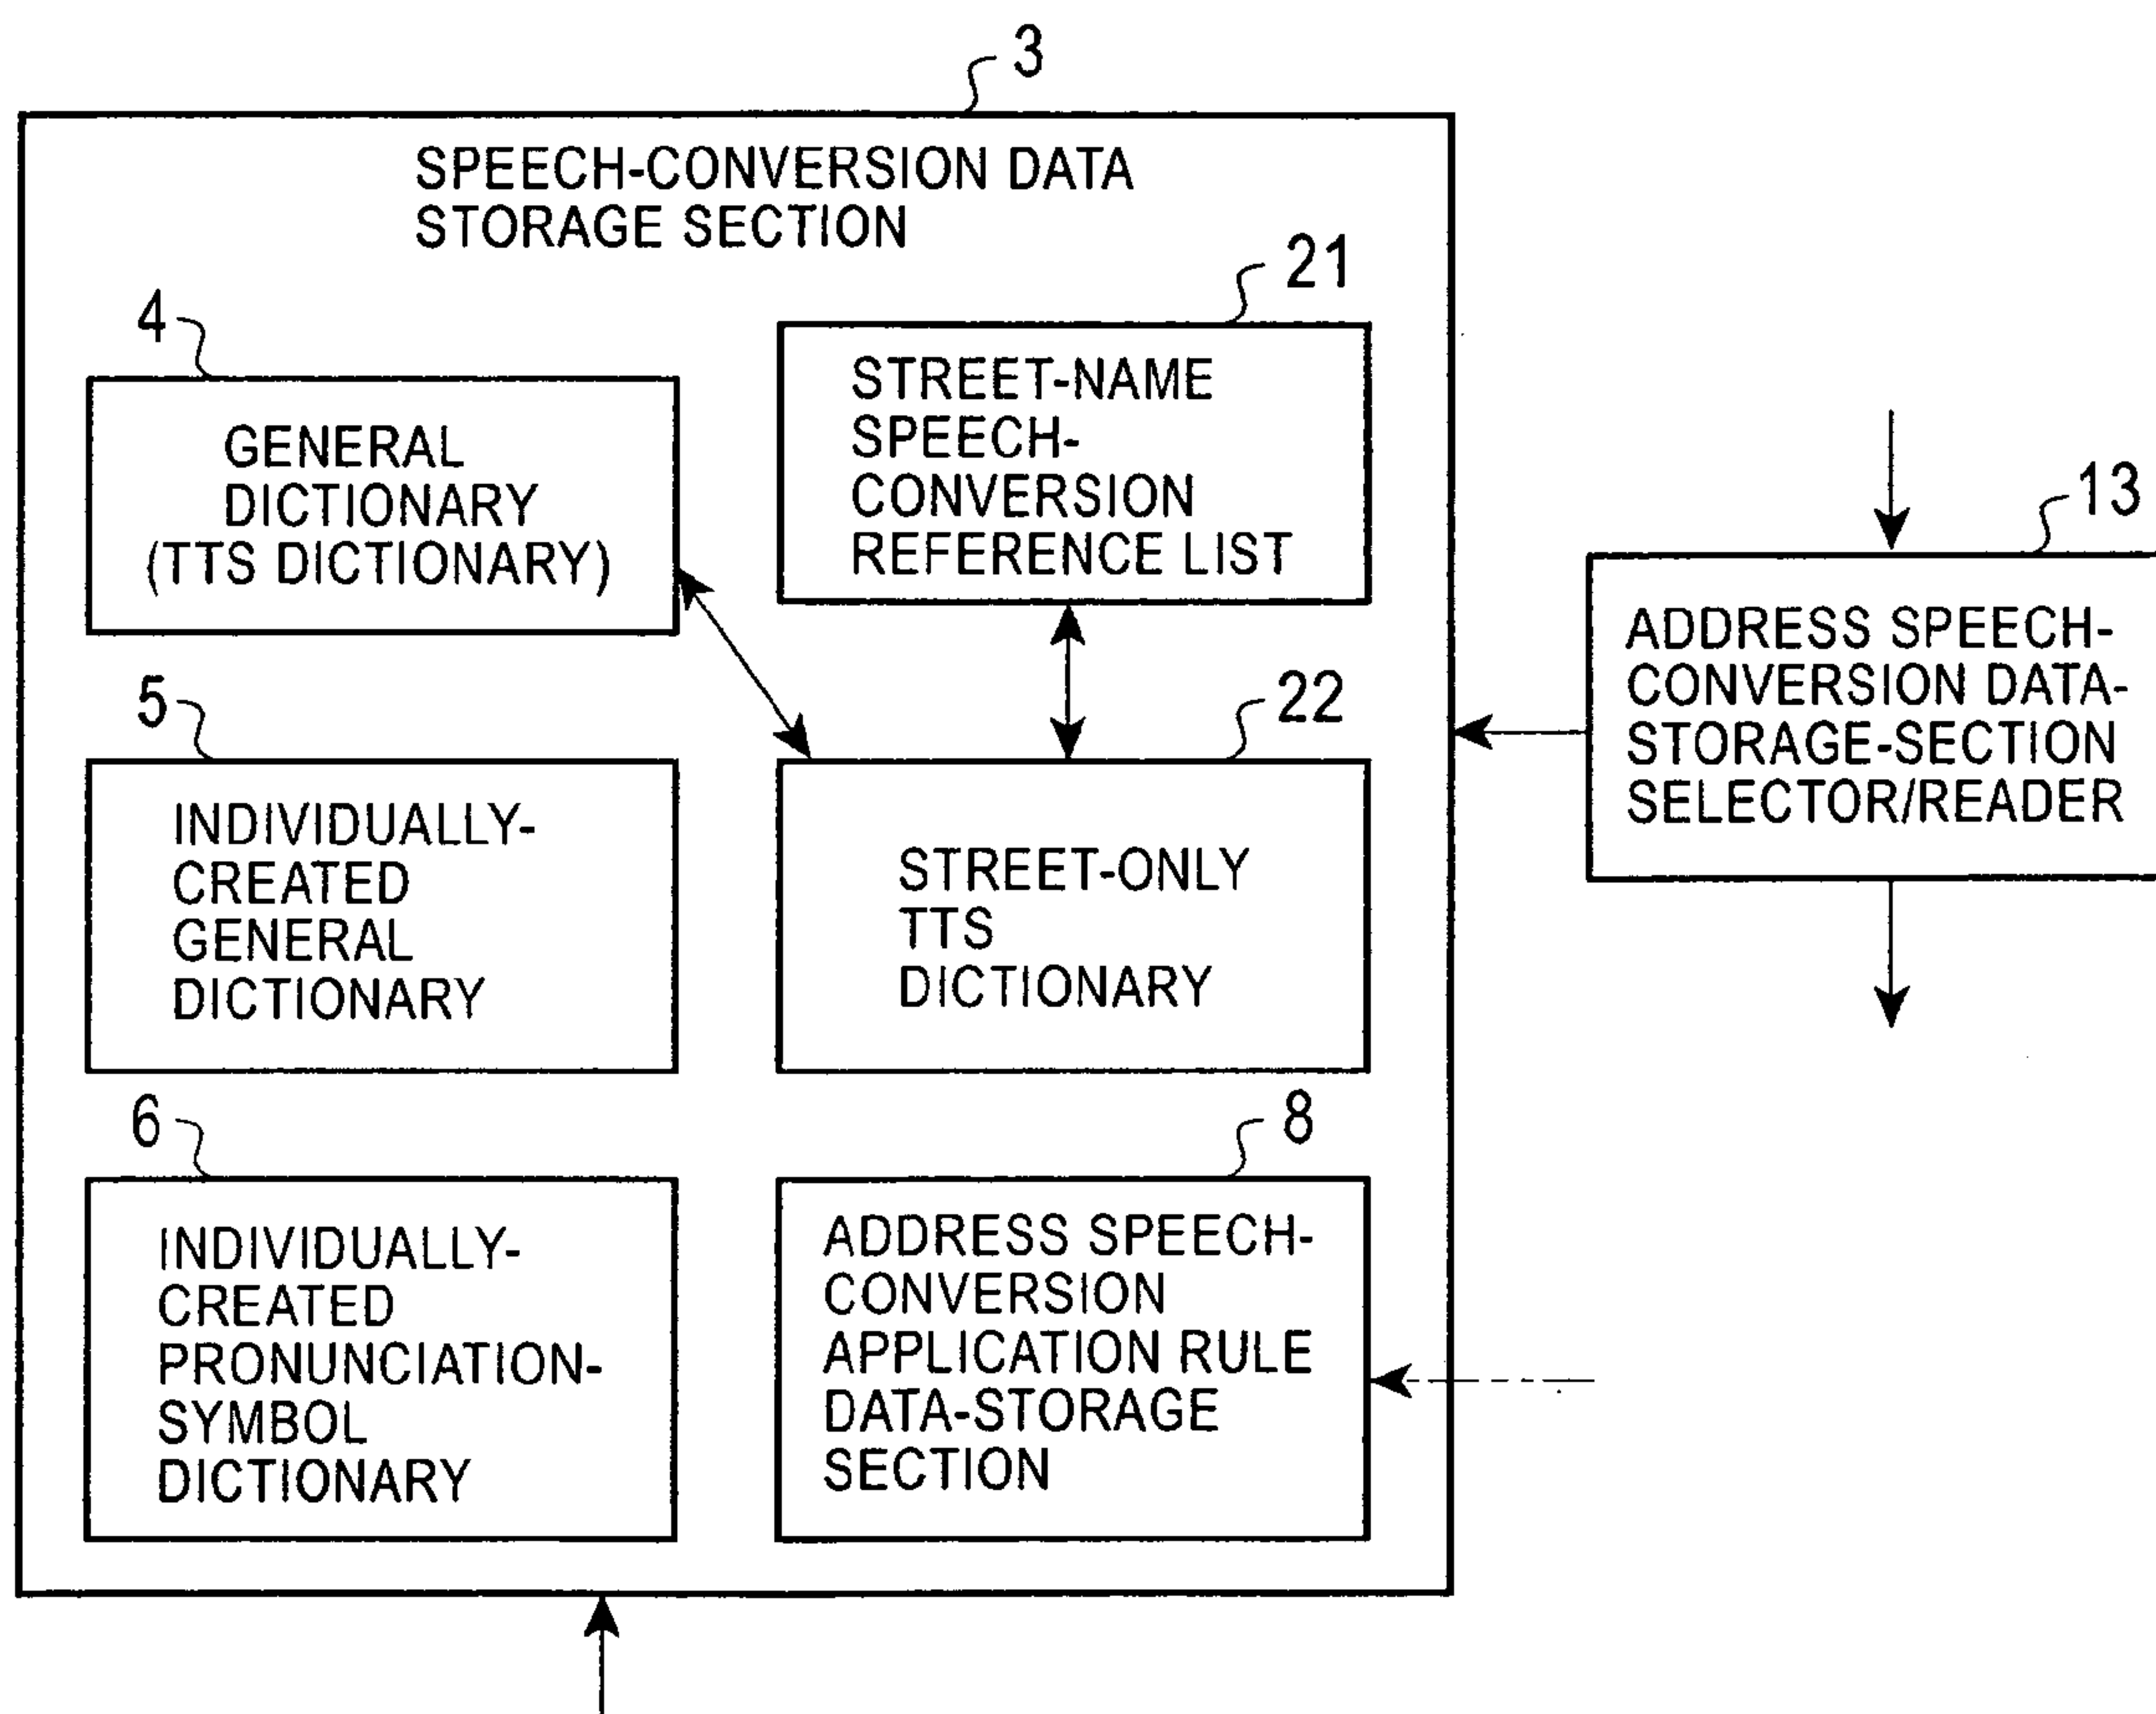 3
SPEECH-CONVERSION DATA
STORAGE SECTION
4
GENERAL
DICTIONARY
(TTS DICTIONARY)
21
STREET-NAME
SPEECH-
CONVERSION
REFERENCE LIST
5
INDIVIDUALLY-
CREATED
GENERAL
DICTIONARY
22
STREET-ONLY
TTS
DICTIONARY
6
INDIVIDUALLY-
CREATED
PRONUNCIATION-
SYMBOL
DICTIONARY
8
ADDRESS SPEECH-
CONVERSION
APPLICATION RULE
DATA-STORAGE
SECTION
13
ADDRESS SPEECH-
CONVERSION DATA-
STORAGE-SECTION
SELECTOR/READER